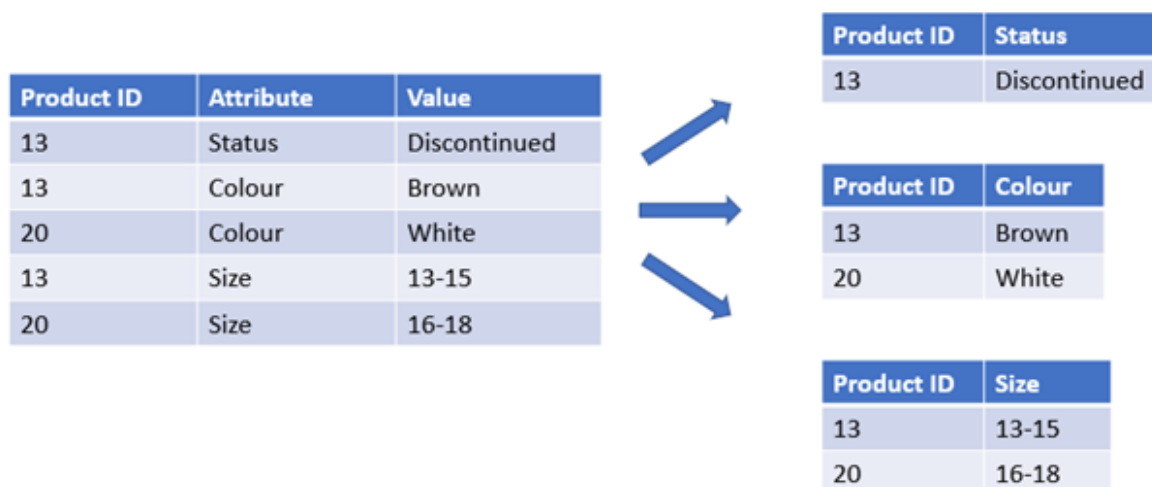 Product ID Attribute Value
13 Status Discontinued
13 Colour Brown
20 Colour White
13 Size 13-15
20 Size 16-18
Product ID Status
13 Discontinued
Product ID Colour
13 Brown
20 White
Product ID Size
13 13-15
20 16-18